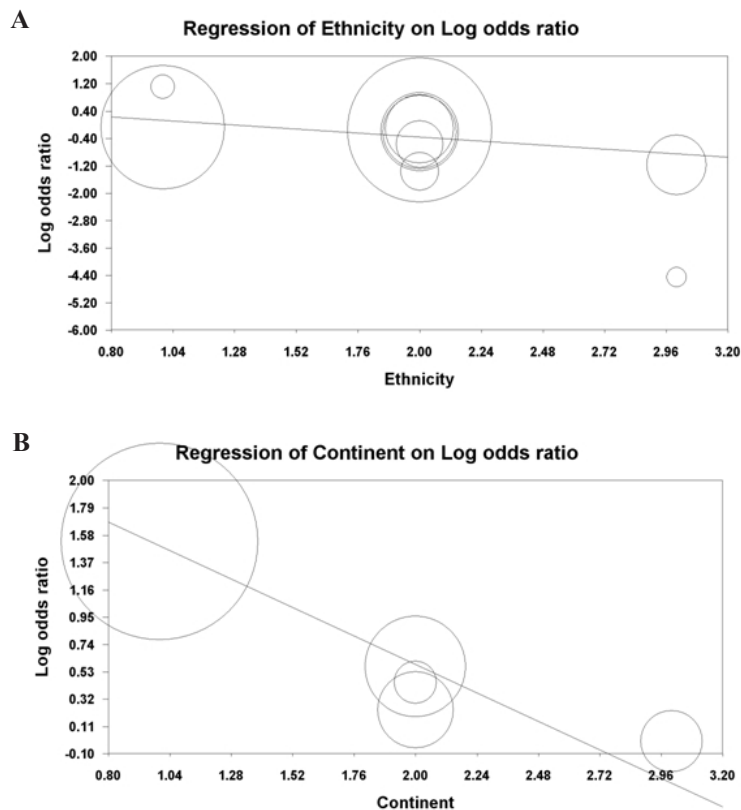 A
Regression of Ethnicity on Log odds ratio
Log odds ratio
2.00
1.20
0.40
-0.40
-1.20
-2.00
-2.80
-3.60
-4.40
-5.20
-6.00
0.80 1.04 1.28 1.52 1.76 2.00 2.24 2.48 2.72 2.96 3.20
Ethnicity
B
Regression of Continent on Log odds ratio
Log odds ratio
2.00
1.79
1.58
1.37
1.16
0.95
0.74
0.53
0.32
0.11
-0.10
0.80 1.04 1.28 1.52 1.76 2.00 2.24 2.48 2.72 2.96 3.20
Continent